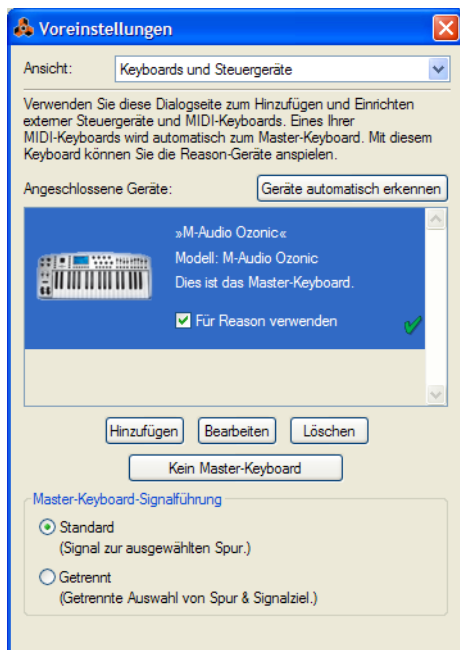 Voreinstellungen
Ansicht: Keyboards und Steuergeräte
Verwenden Sie diese Dialogseite zum Hinzufügen und Einrichten
externer Steuergeräte und MIDI-Keyboards. Eines Ihrer
MIDI-Keyboards wird automatisch zum Master-Keyboard. Mit diesem
Keyboard können Sie die Reason-Geräte anspielen.
Angeschlossene Geräte: Geräte automatisch erkennen
»M-Audio Ozonic«
Modell: M-Audio Ozonic
Dies ist das Master-Keyboard.
Für Reason verwenden
Hinzufügen Bearbeiten Löschen
Kein Master-Keyboard
Master-Keyboard-Signalführung
Standard
(Signal zur ausgewählten Spur.)
Getrennt
(Getrennte Auswahl von Spur & Signalziel.)